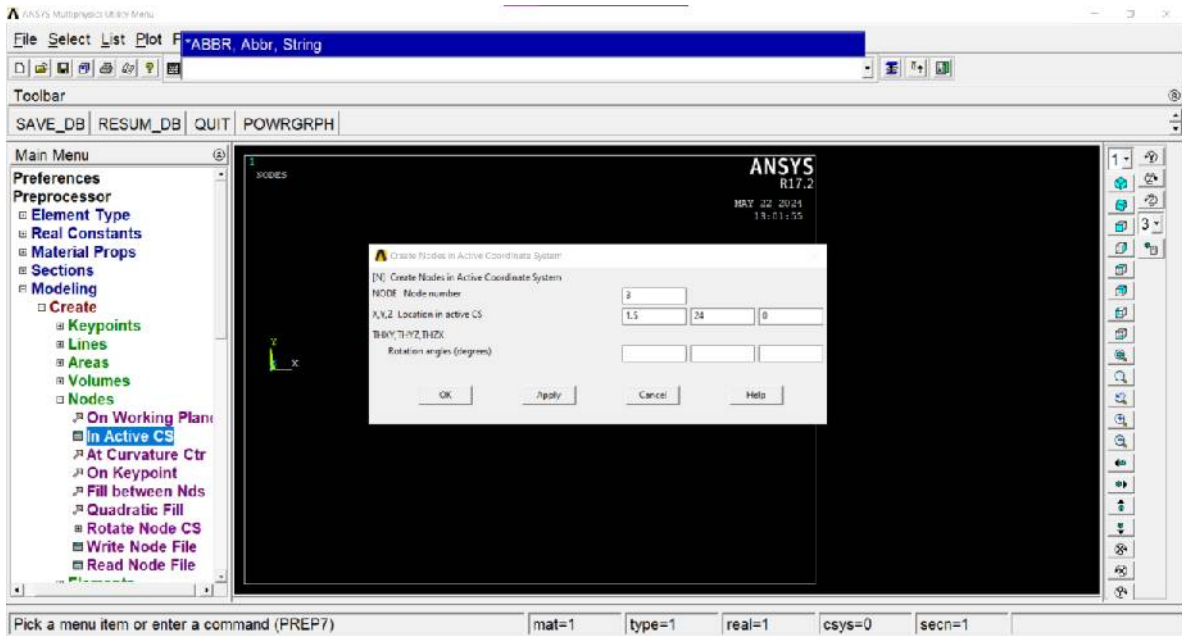 ANSYS Multiphysics Utility Menu
File Select List Plot P
*ABBR, Abbr, String
Toolbar
SAVE_DB RESUM_DB QUIT POWRGRPH
Main Menu
Preferences
Preprocessor
Element Type
Real Constants
Material Props
Sections
Modeling
Create
Keypoints
Lines
Areas
Volumes
Nodes
On Working Plan
In Active CS
At Curvature Ctr
On Keypoint
Fill between Nds
Quadratic Fill
Rotate Node CS
Write Node File
Read Node File
Elements
1
NODES
ANSYS
R17.2
MAY 22 2024
Y
X
Create Nodes in Active Coordinate System
[N] Create Nodes in Active Coordinate System
NODE Node number 3
X,Y,Z Location in active CS 1.5 24 0
THXY,THYZ,THZX
Rotation angles (degrees)
OK Apply Cancel Help
1
3
Pick a menu item or enter a command (PREP7) mat=1 type=1 real=1 csys=0 secn=1